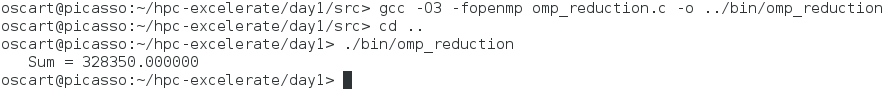 oscart@picasso:~/hpc-excelerate/day1/src> gcc -O3 -fopenmp omp_reduction.c -o ../bin/omp_reduction
oscart@picasso:~/hpc-excelerate/day1/src> cd ..
oscart@picasso:~/hpc-excelerate/day1> ./bin/omp_reduction
   Sum = 328350.000000
oscart@picasso:~/hpc-excelerate/day1>